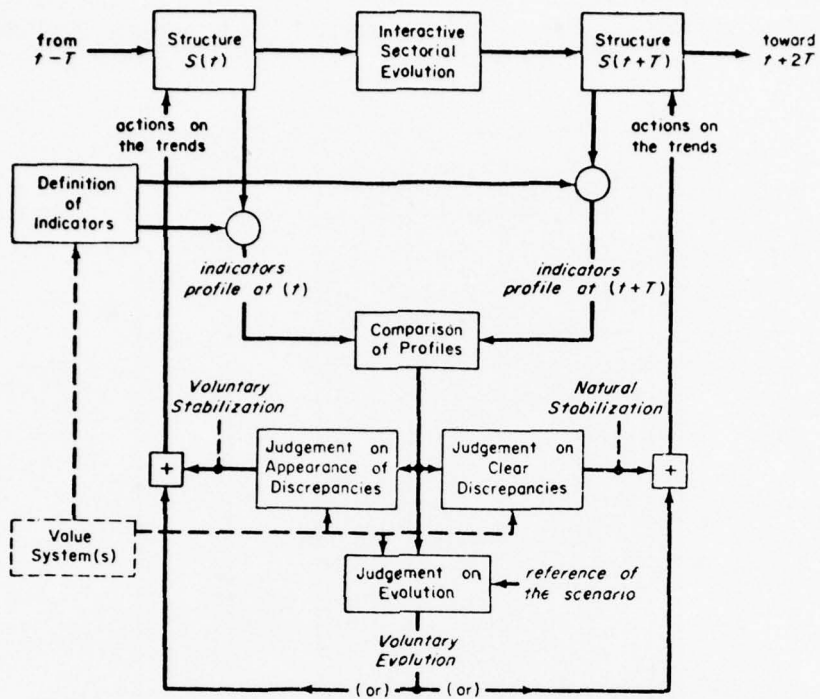 from
t-T
Structure
S(t)
Interactive
Sectorial
Evolution
Structure
S(t+T)
toward
t+2T
actions on
the trends
actions on
the trends
Definition
of
Indicators
indicators
profile at (t)
indicators
profile at (t+T)
Comparison
of Profiles
Voluntary
Stabilization
Natural
Stabilization
+
Judgement on
Appearance of
Discrepancies
Judgement on
Clear
Discrepancies
+
Value
System(s)
Judgement on
Evolution
reference of
the scenario
Voluntary
Evolution
(or)
(or)